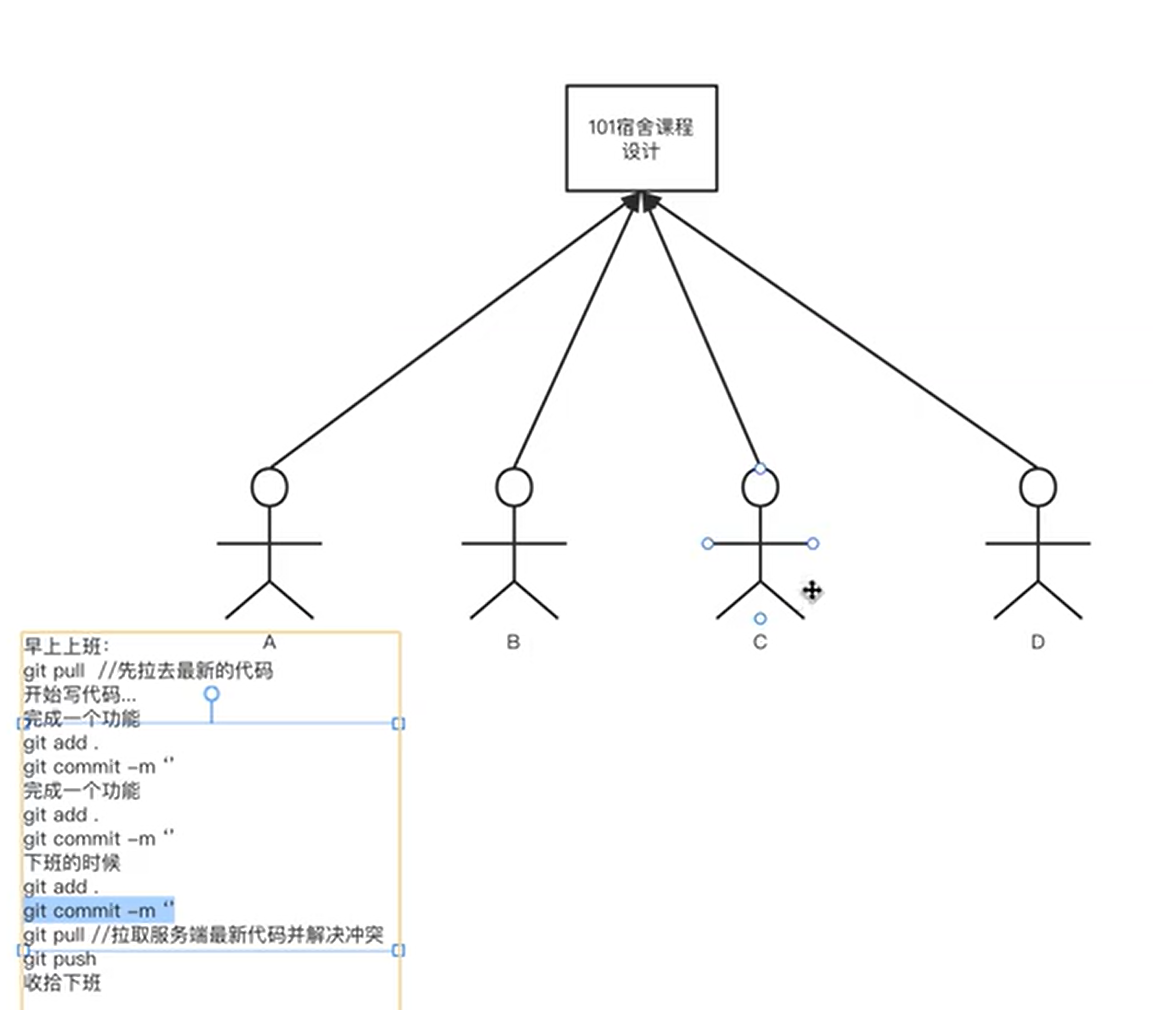 101宿舍课程
设计
A
B
C
D
早上上班：
git pull  //先拉去最新的代码
开始写代码...
完成一个功能
git add .
git commit -m ‘’
完成一个功能
git add .
git commit -m ‘’
下班的时候
git add .
git commit -m ‘’
git pull //拉取服务端最新代码并解决冲突
git push
收拾下班